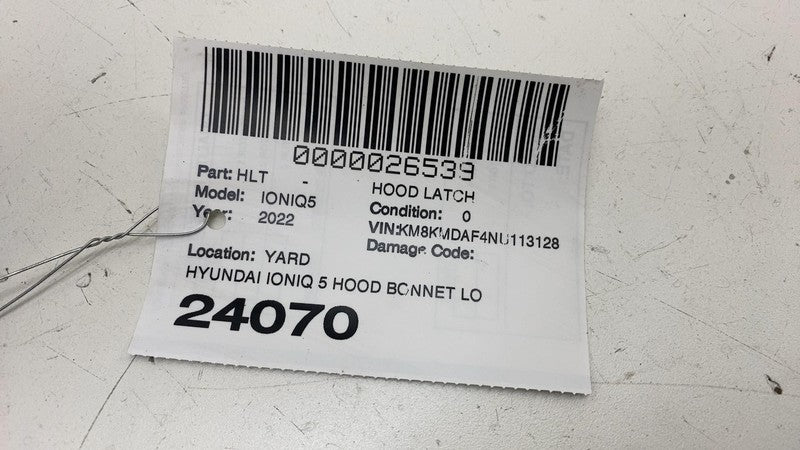 0000026539
Part: HLT - HOOD LATCH
Model: IONIQ5 Condition: 0
Year: 2022 VIN:KM8KMDAF4NU113128
Damage Code:
Location: YARD
HYUNDAI IONIQ 5 HOOD BONNET LO
24070